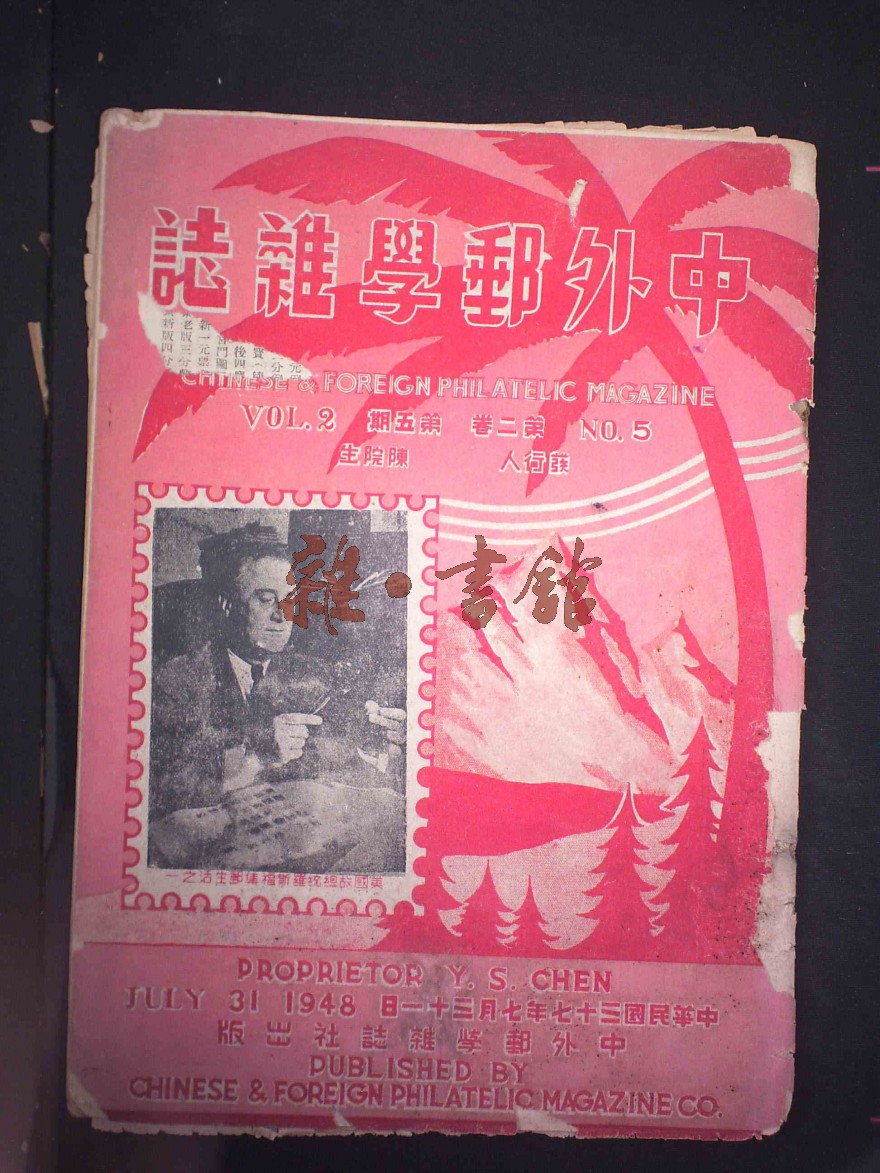 中外郵學雜誌
CHINESE & FOREIGN PHILATELIC MAGAZINE
VOL. 2 第二卷 第五期 NO. 5
發行人 陳院生
雜·書館
美國故總統羅斯福集郵生活之一
PROPRIETOR Y. S. CHEN
JULY 31 1948 中華民國三十七年七月三十一日
中外郵學雜誌社出版
PUBLISHED BY
CHINESE & FOREIGN PHILATELIC MAGAZINE CO.